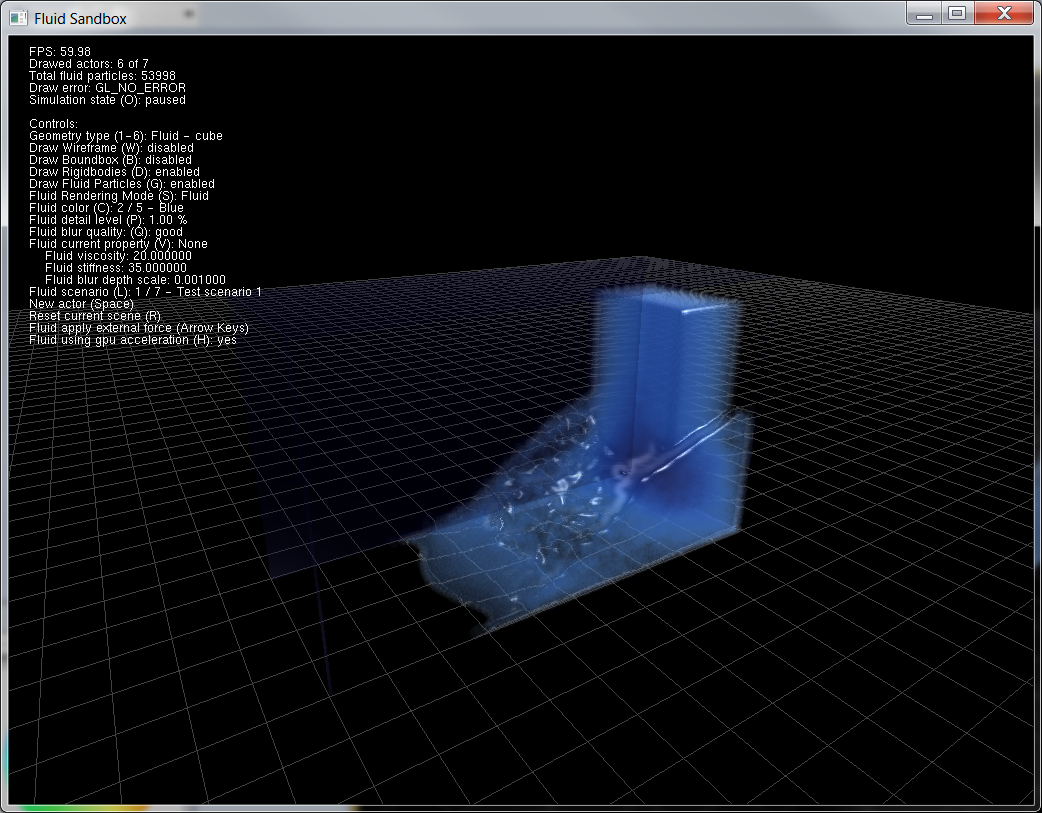 Fluid Sandbox
FPS: 59.98
Drawed actors: 6 of 7
Total fluid particles: 53998
Draw error: GL_NO_ERROR
Simulation state (O): paused
Controls:
Geometry type (1-6): Fluid - cube
Draw Wireframe (W): disabled
Draw Boundbox (B): disabled
Draw Rigidbodies (D): enabled
Draw Fluid Particles (G): enabled
Fluid Rendering Mode (S): Fluid
Fluid color (C): 2 / 5 - Blue
Fluid detail level (P): 1.00 %
Fluid blur quality: (Q): good
Fluid current property (V): None
Fluid viscosity: 20.000000
Fluid stiffness: 35.000000
Fluid blur depth scale: 0.001000
Fluid scenario (L): 1 / 7 - Test scenario 1
New actor (Space)
Reset current scene (R)
Fluid apply external force (Arrow Keys)
Fluid using gpu acceleration (H): yes